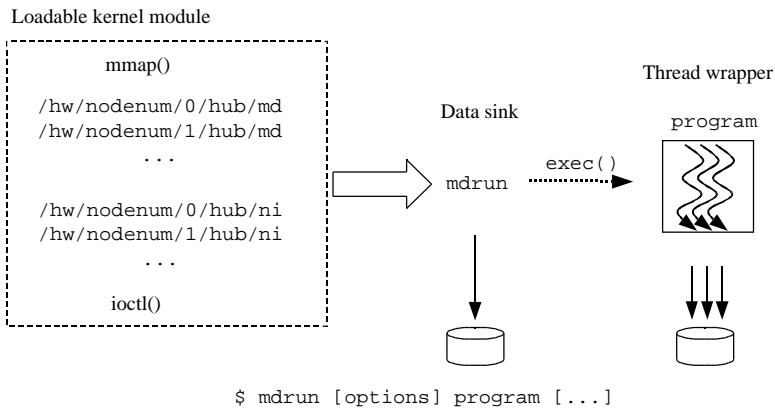 Loadable kernel module
mmap()
/hw/nodenum/0/hub/md
/hw/nodenum/1/hub/md
...
/hw/nodenum/0/hub/ni
/hw/nodenum/1/hub/ni
...
ioctl()
Data sink
mdrun
exec()
Thread wrapper
program
$ mdrun [options] program [...]